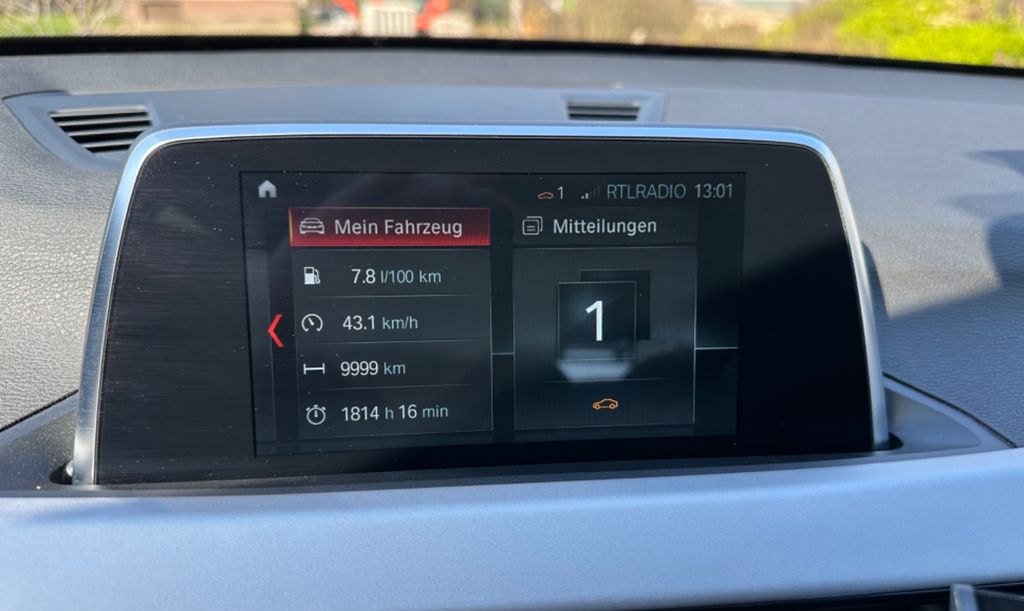 1 RTLRADIO 13:01
Mein Fahrzeug
7.8 l/100 km
43.1 km/h
9999 km
1814 h 16 min
Mitteilungen
1